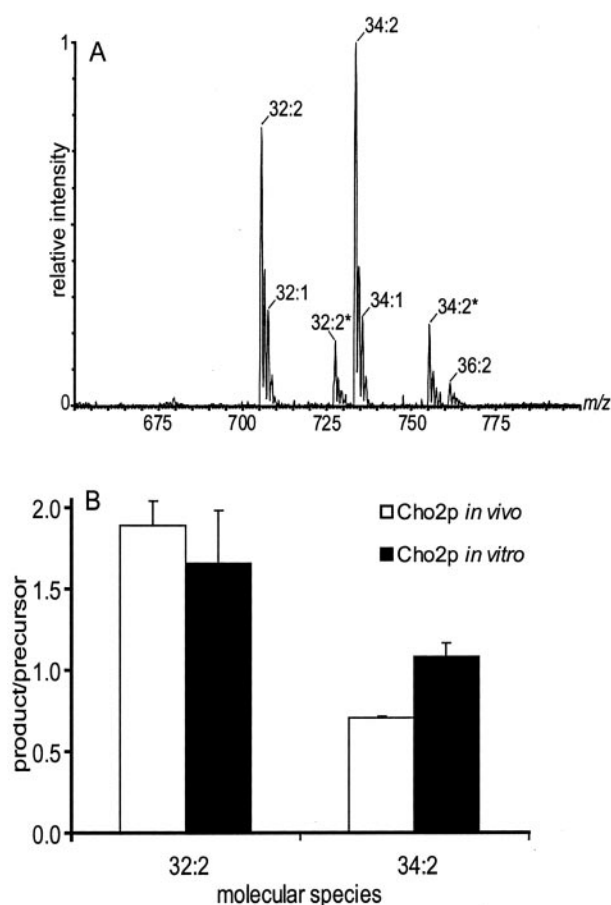 A
1
relative intensity
0
34:2
32:2
32:1
32:2*
34:1
34:2*
36:2
m/z
675
700
725
750
775
B
2.0
1.5
1.0
0.5
0.0
product/precursor
Cho2p in vivo
Cho2p in vitro
32:2
34:2
molecular species